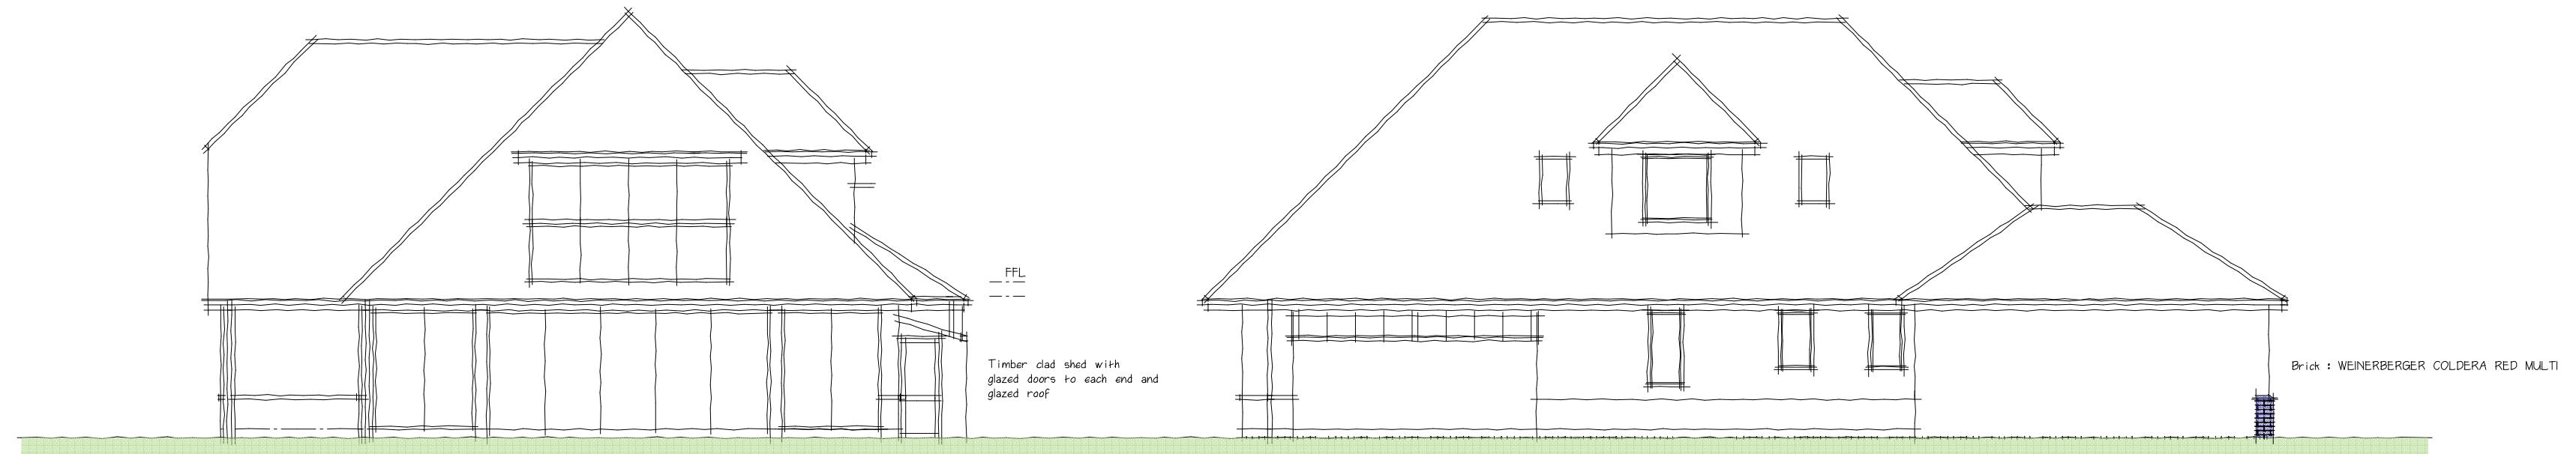 FFL
Timber clad shed with
glazed doors to each end and
glazed roof
Brick : WEINERBERGER COLDERA RED MULTI